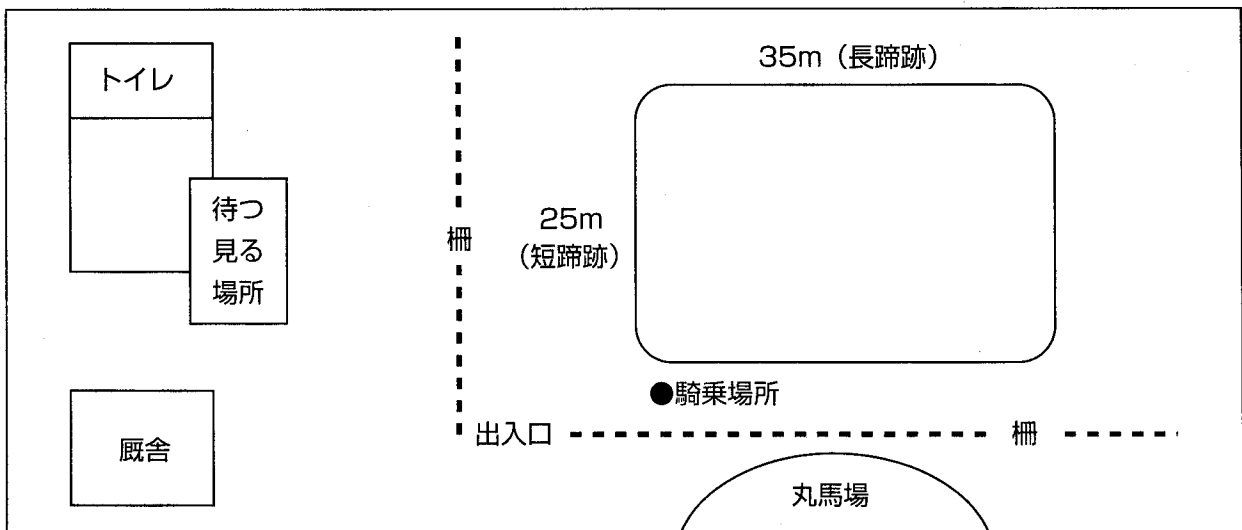 トイレ
待つ
見る
場所
厩舎
柵
35m（長蹄跡）
25m
（短蹄跡）
●騎乗場所
出入口
柵
丸馬場